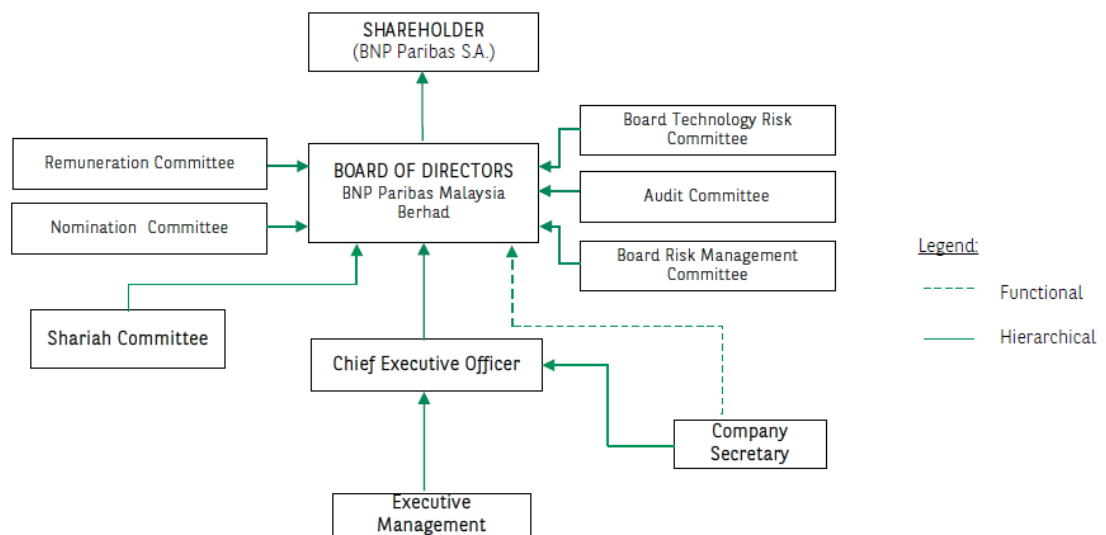 SHAREHOLDER
(BNP Paribas S.A.)
Board Technology Risk
Committee
Remuneration Committee
BOARD OF DIRECTORS
BNP Paribas Malaysia
Berhad
Audit Committee
Nomination Committee
Board Risk Management
Committee
Legend:
Functional
Hierarchical
Shariah Committee
Chief Executive Officer
Company
Secretary
Executive
Management